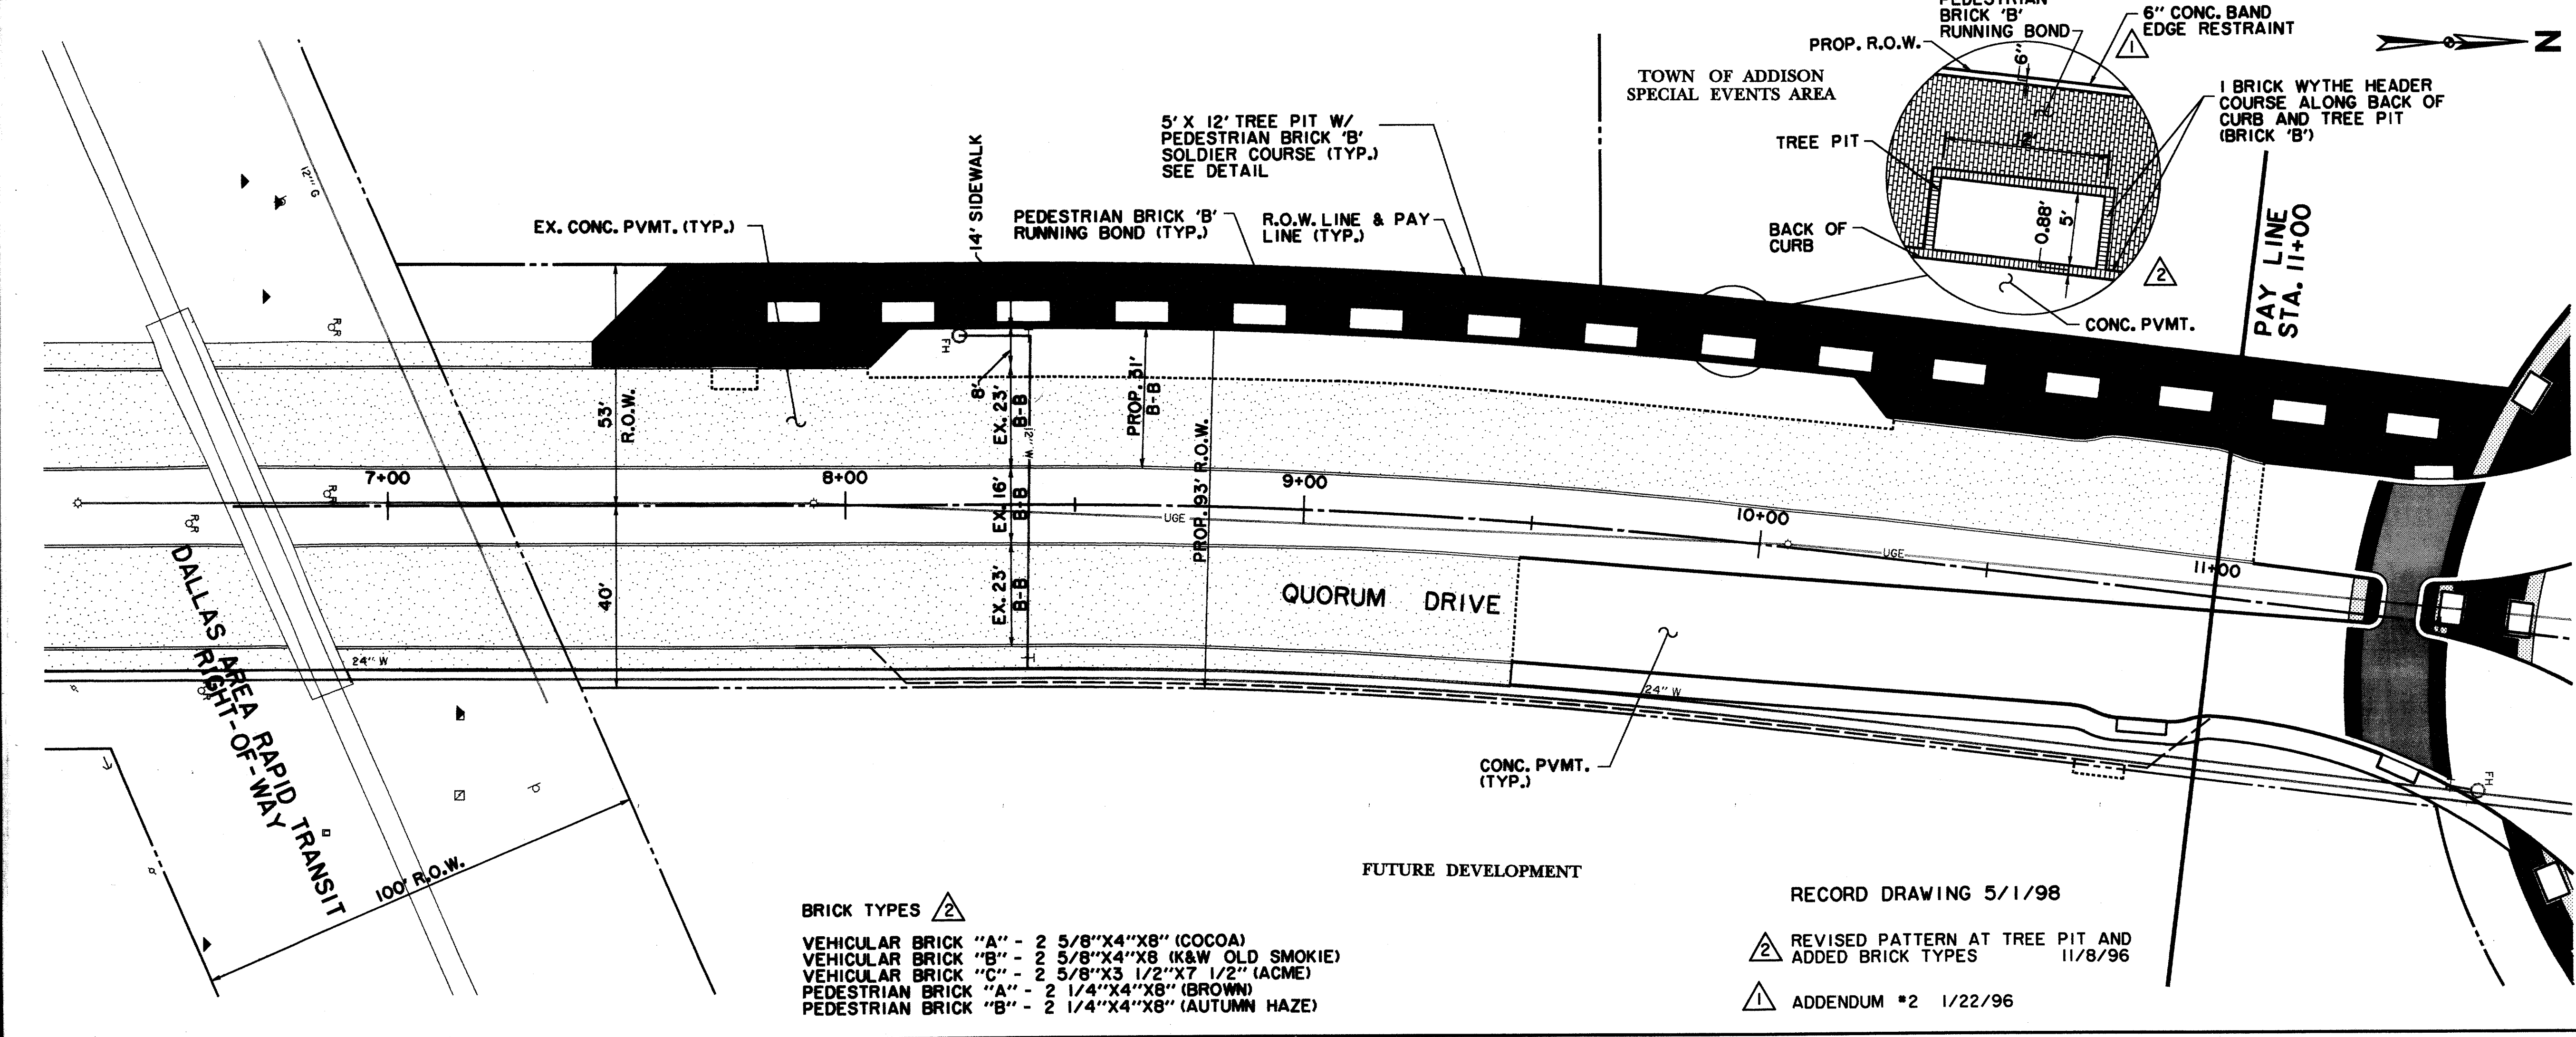 PEDESTRIAN
BRICK 'B'
RUNNING BOND
6" CONC. BAND
EDGE RESTRAINT
1
N
PROP. R.O.W.
6"
TOWN OF ADDISON
SPECIAL EVENTS AREA
1 BRICK WYTHE HEADER
COURSE ALONG BACK OF
CURB AND TREE PIT
(BRICK 'B')
TREE PIT
12'
0.88'
5'
BACK OF
CURB
2
CONC. PVMT.
PAY LINE
STA. 11+00
5' X 12' TREE PIT W/
PEDESTRIAN BRICK 'B'
SOLDIER COURSE (TYP.)
SEE DETAIL
14' SIDEWALK
12" G
EX. CONC. PVMT. (TYP.)
PEDESTRIAN BRICK 'B'
RUNNING BOND (TYP.)
R.O.W. LINE & PAY
LINE (TYP.)
RR
FH
8'
53'
R.O.W.
EX. 23'
B-B
12" W
PROP. 31'
B-B
PROP. 93' R.O.W.
7+00
8+00
9+00
10+00
11+00
RR
RR
EX. 16'
B-B
UGE
UGE
40'
EX. 23'
B-B
QUORUM DRIVE
24" W
24" W
DALLAS AREA RAPID TRANSIT
RIGHT-OF-WAY
100' R.O.W.
CONC. PVMT.
(TYP.)
FH
FUTURE DEVELOPMENT
BRICK TYPES 2
VEHICULAR BRICK "A" - 2 5/8"X4"X8" (COCOA)
VEHICULAR BRICK "B" - 2 5/8"X4"X8 (K&W OLD SMOKIE)
VEHICULAR BRICK "C" - 2 5/8"X3 1/2"X7 1/2" (ACME)
PEDESTRIAN BRICK "A" - 2 1/4"X4"X8" (BROWN)
PEDESTRIAN BRICK "B" - 2 1/4"X4"X8" (AUTUMN HAZE)
RECORD DRAWING 5/1/98
2 REVISED PATTERN AT TREE PIT AND
ADDED BRICK TYPES 11/8/96
1 ADDENDUM #2 1/22/96